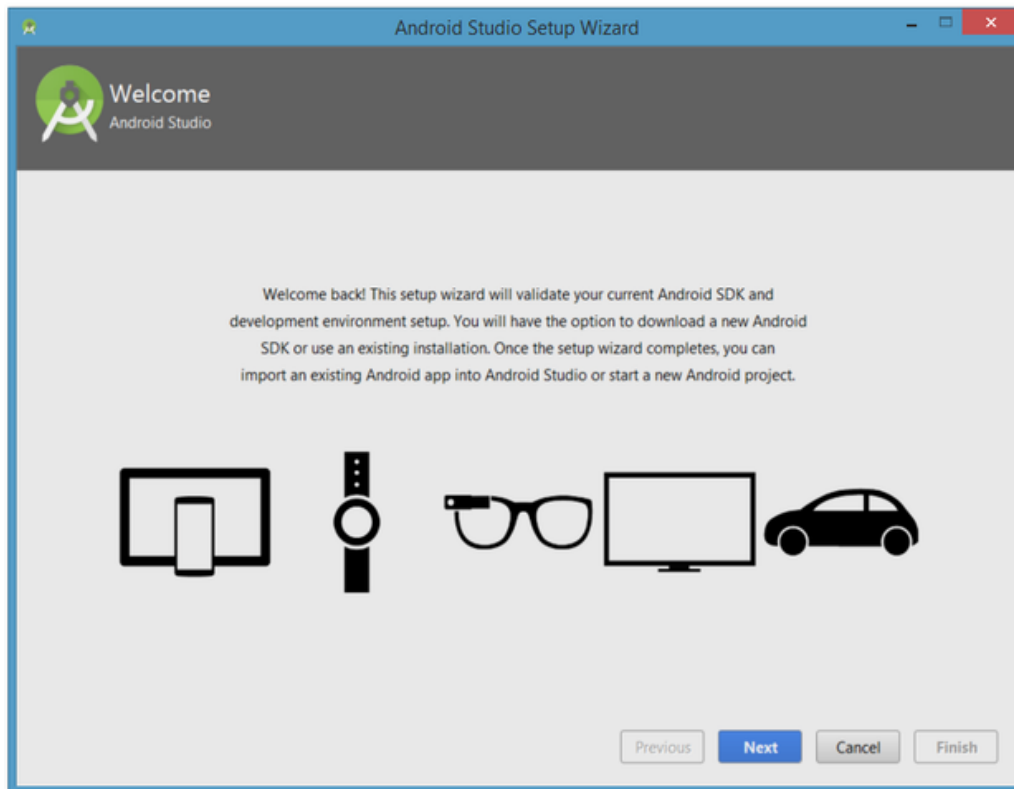 Android Studio Setup Wizard
Welcome
Android Studio
Welcome back! This setup wizard will validate your current Android SDK and
development environment setup. You will have the option to download a new Android
SDK or use an existing installation. Once the setup wizard completes, you can
import an existing Android app into Android Studio or start a new Android project.
Previous Next Cancel Finish